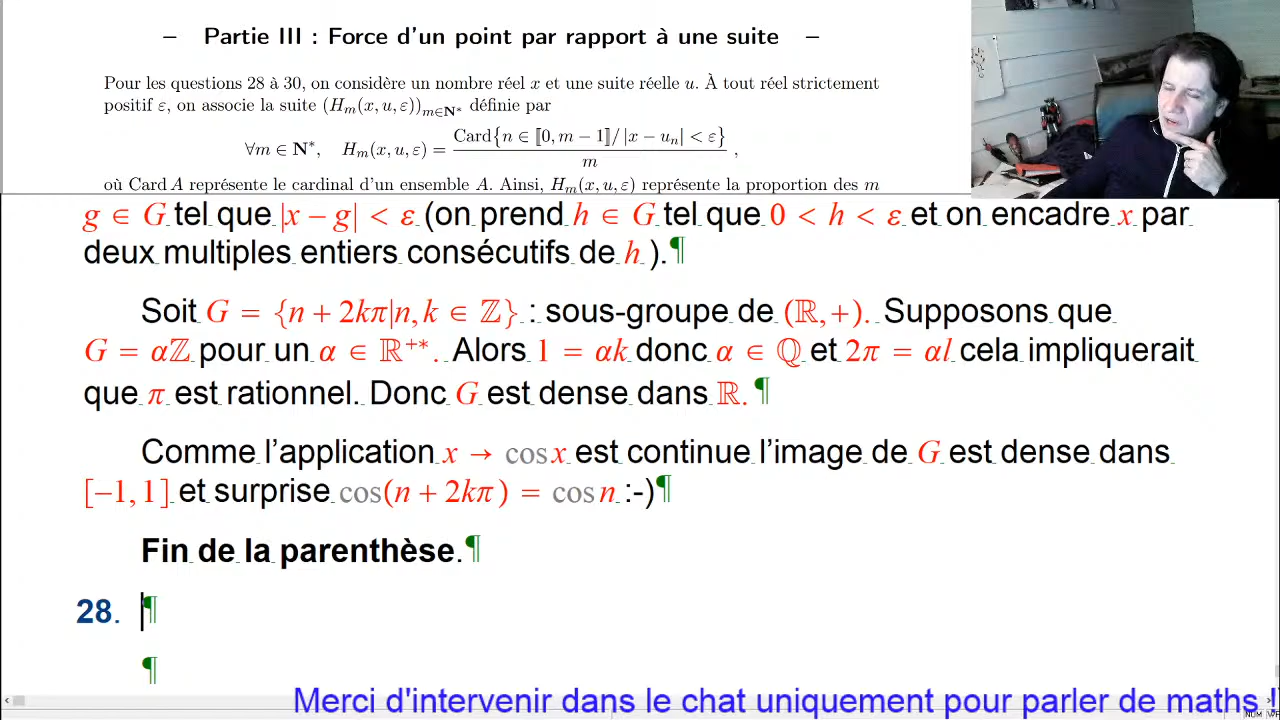 – Partie III : Force d'un point par rapport à une suite –
Pour les questions 28 à 30, on considère un nombre réel x et une suite réelle u. À tout réel strictement
positif ε, on associe la suite (H_m(x, u, ε))_{m∈N*} définie par
∀m ∈ N*, H_m(x, u, ε) = Card{n ∈ ⟦0, m − 1⟧/ |x − u_n| < ε} / m ,
où Card A représente le cardinal d'un ensemble A. Ainsi, H_m(x, u, ε) représente la proportion des m
g ∈ G tel que |x − g| < ε (on prend h ∈ G tel que 0 < h < ε et on encadre x par
deux multiples entiers consécutifs de h ).¶
Soit G = {n + 2kπ|n, k ∈ ℤ} : sous-groupe de (ℝ, +). Supposons que
G = αℤ pour un α ∈ ℝ⁺*. Alors 1 = αk donc α ∈ ℚ et 2π = αl cela impliquerait
que π est rationnel. Donc G est dense dans ℝ.¶
Comme l'application x → cos x est continue l'image de G est dense dans
[−1, 1] et surprise cos(n + 2kπ) = cos n :-)¶
Fin de la parenthèse.¶
28. ¶
¶
Merci d'intervenir dans le chat uniquement pour parler de maths !